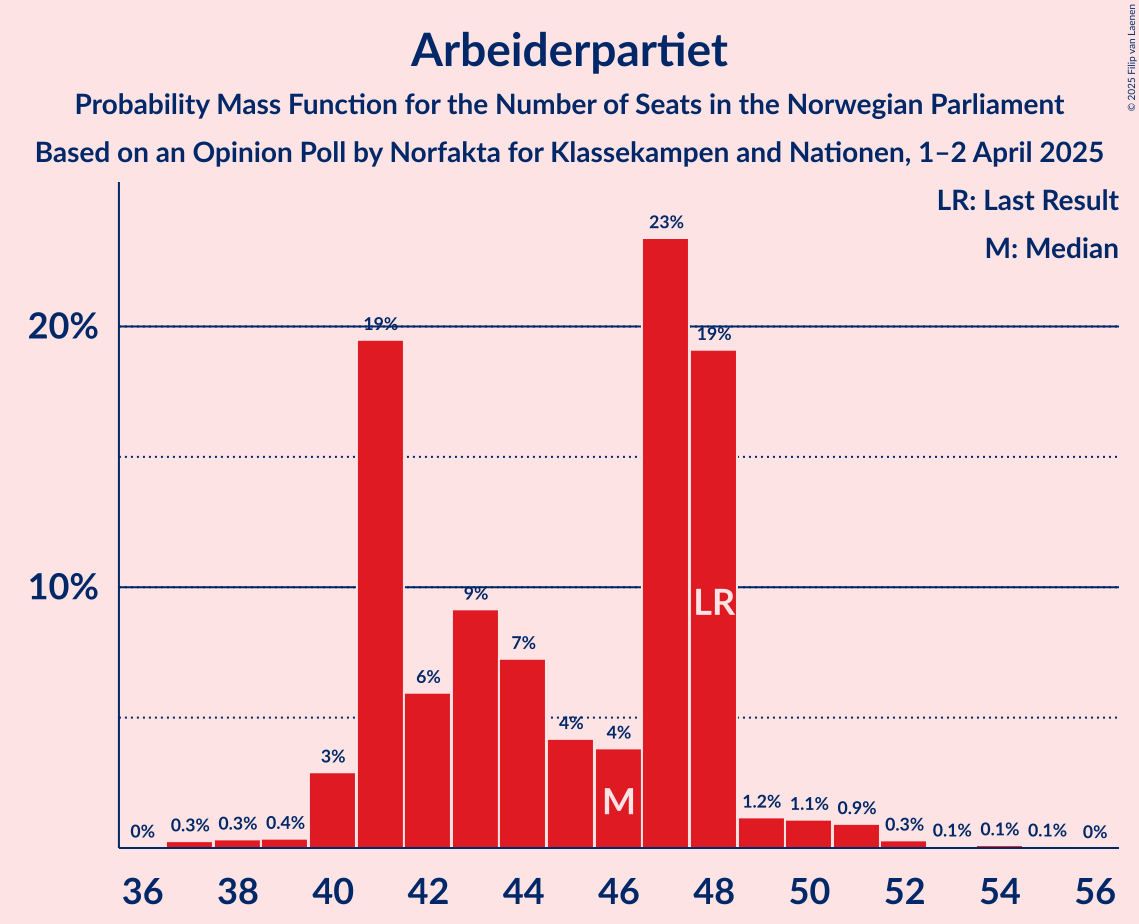 Arbeiderpartiet
Probability Mass Function for the Number of Seats in the Norwegian Parliament
Based on an Opinion Poll by Norfakta for Klassekampen and Nationen, 1–2 April 2025
© 2025 Filip van Laenen
LR: Last Result
M: Median
20%
10%
0%
0.3%
0.3%
0.4%
3%
19%
6%
9%
7%
4%
4%
23%
19%
1.2%
1.1%
0.9%
0.3%
0.1%
0.1%
0.1%
0%
M
LR
36 38 40 42 44 46 48 50 52 54 56